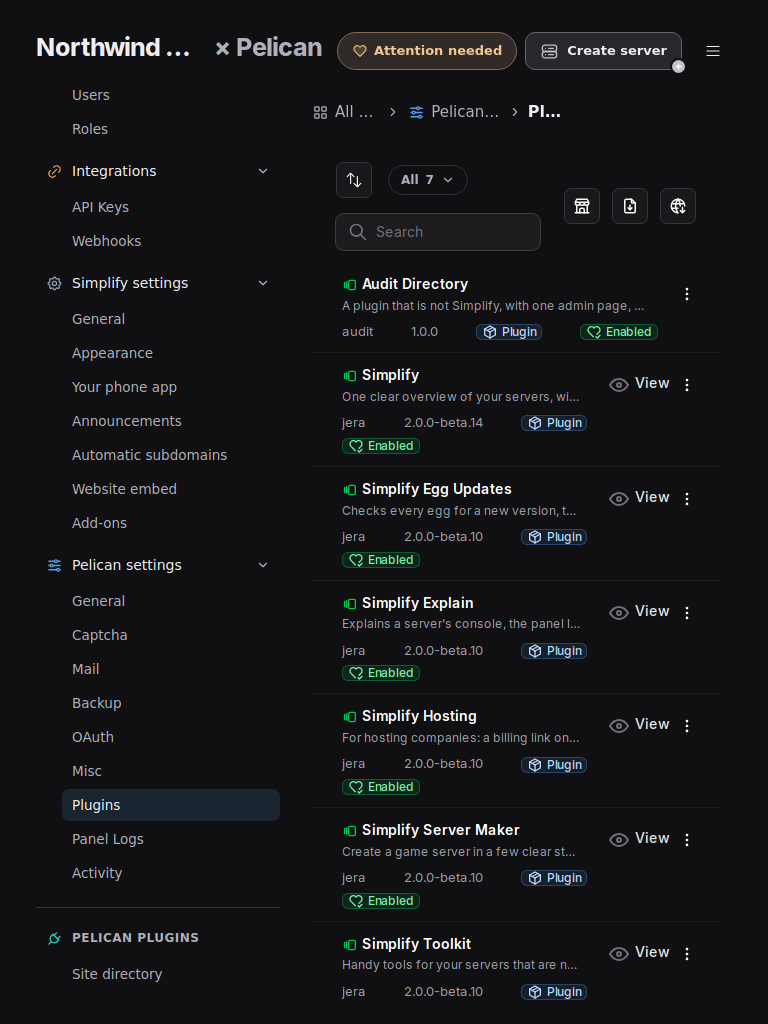 Northwind ... × Pelican
Attention needed
Create server
Users
Roles
Integrations
API Keys
Webhooks
Simplify settings
General
Appearance
Your phone app
Announcements
Automatic subdomains
Website embed
Add-ons
Pelican settings
General
Captcha
Mail
Backup
OAuth
Misc
Plugins
Panel Logs
Activity
PELICAN PLUGINS
Site directory
All ... > Pelican... > Pl...
All 7
Search
Audit Directory
A plugin that is not Simplify, with one admin page, ...
audit 1.0.0 Plugin Enabled
Simplify
One clear overview of your servers, wi...
View
jera 2.0.0-beta.14 Plugin
Enabled
Simplify Egg Updates
Checks every egg for a new version, t...
View
jera 2.0.0-beta.10 Plugin
Enabled
Simplify Explain
Explains a server's console, the panel l...
View
jera 2.0.0-beta.10 Plugin
Enabled
Simplify Hosting
For hosting companies: a billing link on...
View
jera 2.0.0-beta.10 Plugin
Enabled
Simplify Server Maker
Create a game server in a few clear st...
View
jera 2.0.0-beta.10 Plugin
Enabled
Simplify Toolkit
Handy tools for your servers that are n...
View
jera 2.0.0-beta.10 Plugin